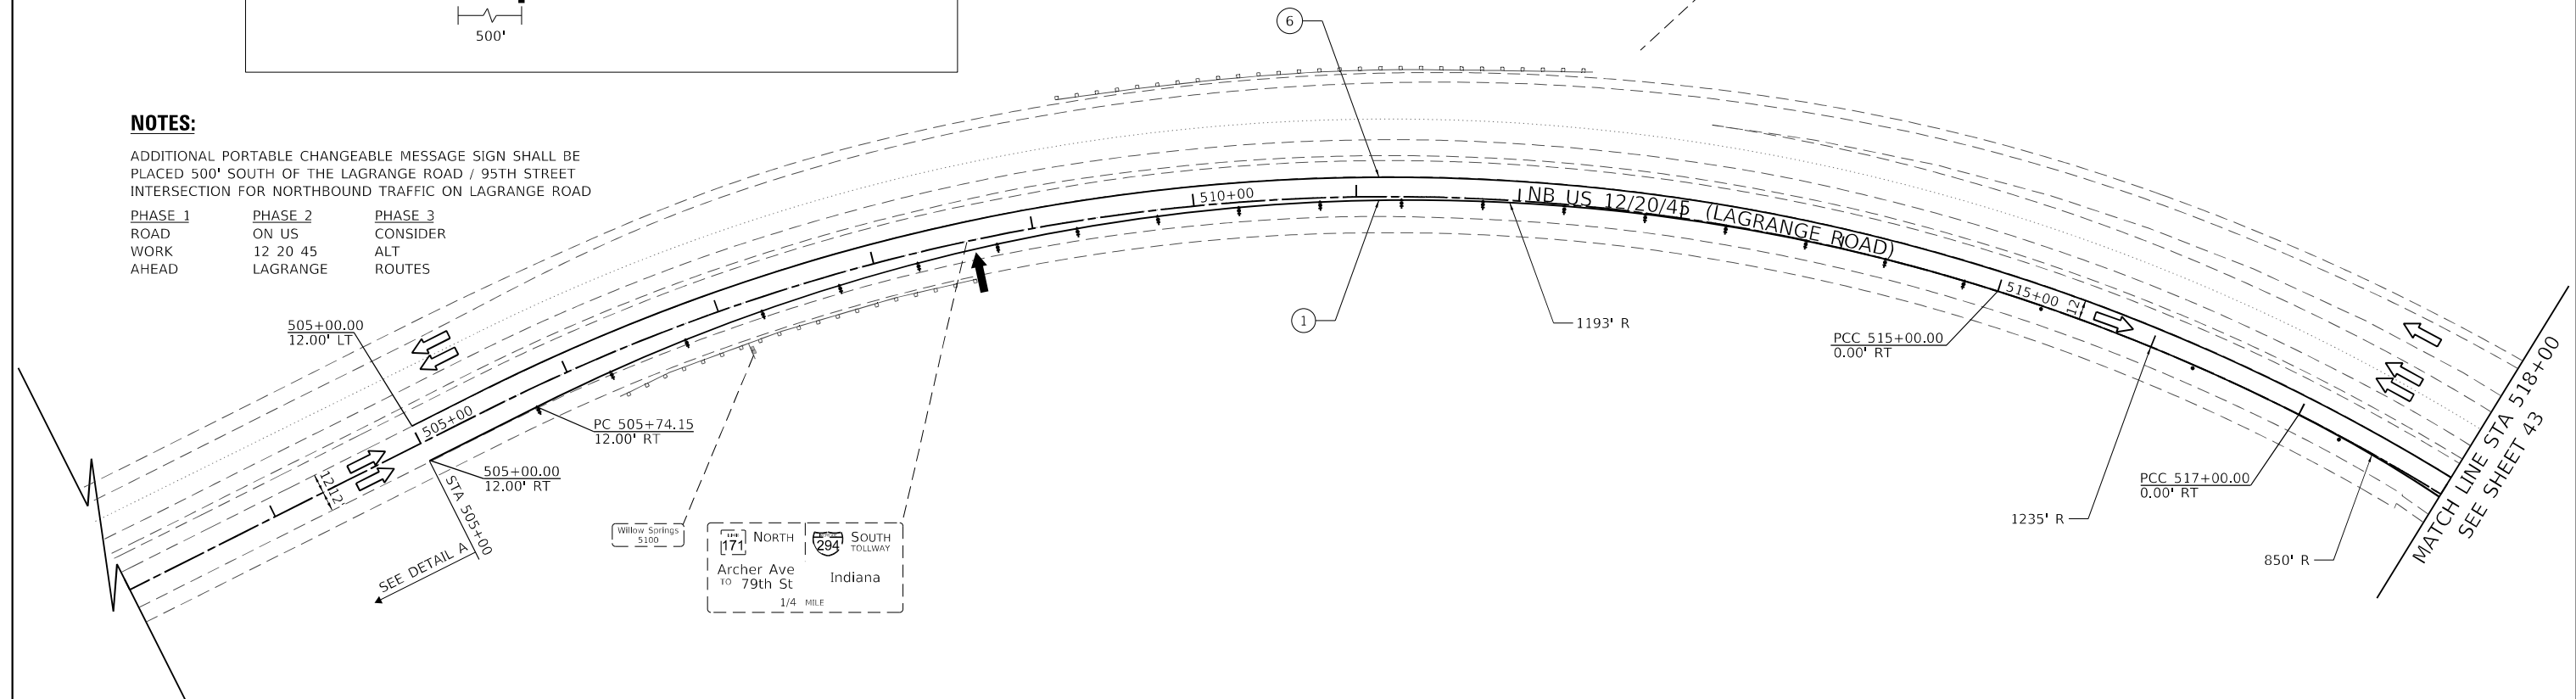 500'
6
NOTES:
ADDITIONAL PORTABLE CHANGEABLE MESSAGE SIGN SHALL BE
PLACED 500' SOUTH OF THE LAGRANGE ROAD / 95TH STREET
INTERSECTION FOR NORTHBOUND TRAFFIC ON LAGRANGE ROAD
PHASE 1 PHASE 2 PHASE 3
ROAD ON US CONSIDER
WORK 12 20 45 ALT
AHEAD LAGRANGE ROUTES
510+00
NB US 12/20/45 (LAGRANGE ROAD)
505+00.00
12.00' LT
1
1193' R
515+00
12
PCC 515+00.00
0.00' RT
505+00
PC 505+74.15
12.00' RT
505+00.00
12.00' RT
12
12
STA 505+00
SEE DETAIL A
Willow Springs
5100
171 NORTH
294 SOUTH
TOLLWAY
Archer Ave
TO 79th St
Indiana
1/4 MILE
PCC 517+00.00
0.00' RT
1235' R
850' R
MATCH LINE STA 518+00
SEE SHEET 43